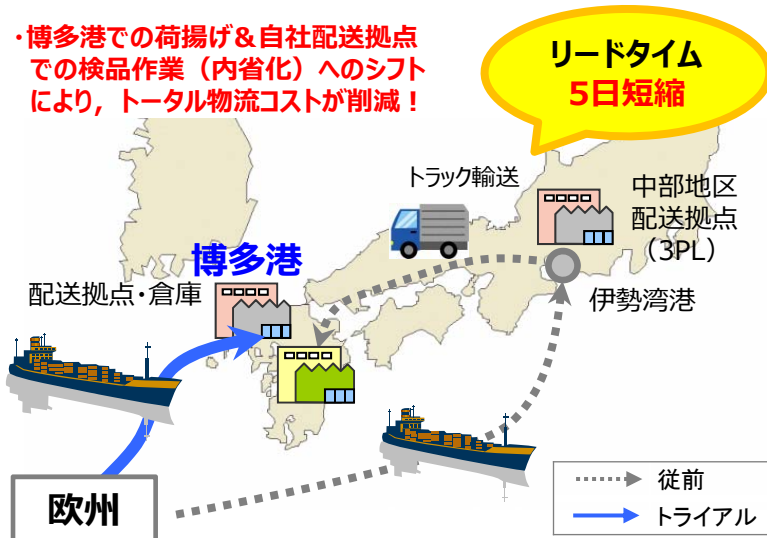 ・博多港での荷揚げ＆自社配送拠点
での検品作業（内省化）へのシフト
により，トータル物流コストが削減！
リードタイム
5日短縮
トラック輸送
中部地区
配送拠点
（3PL）
博多港
配送拠点・倉庫
伊勢湾港
欧州
従前
トライアル